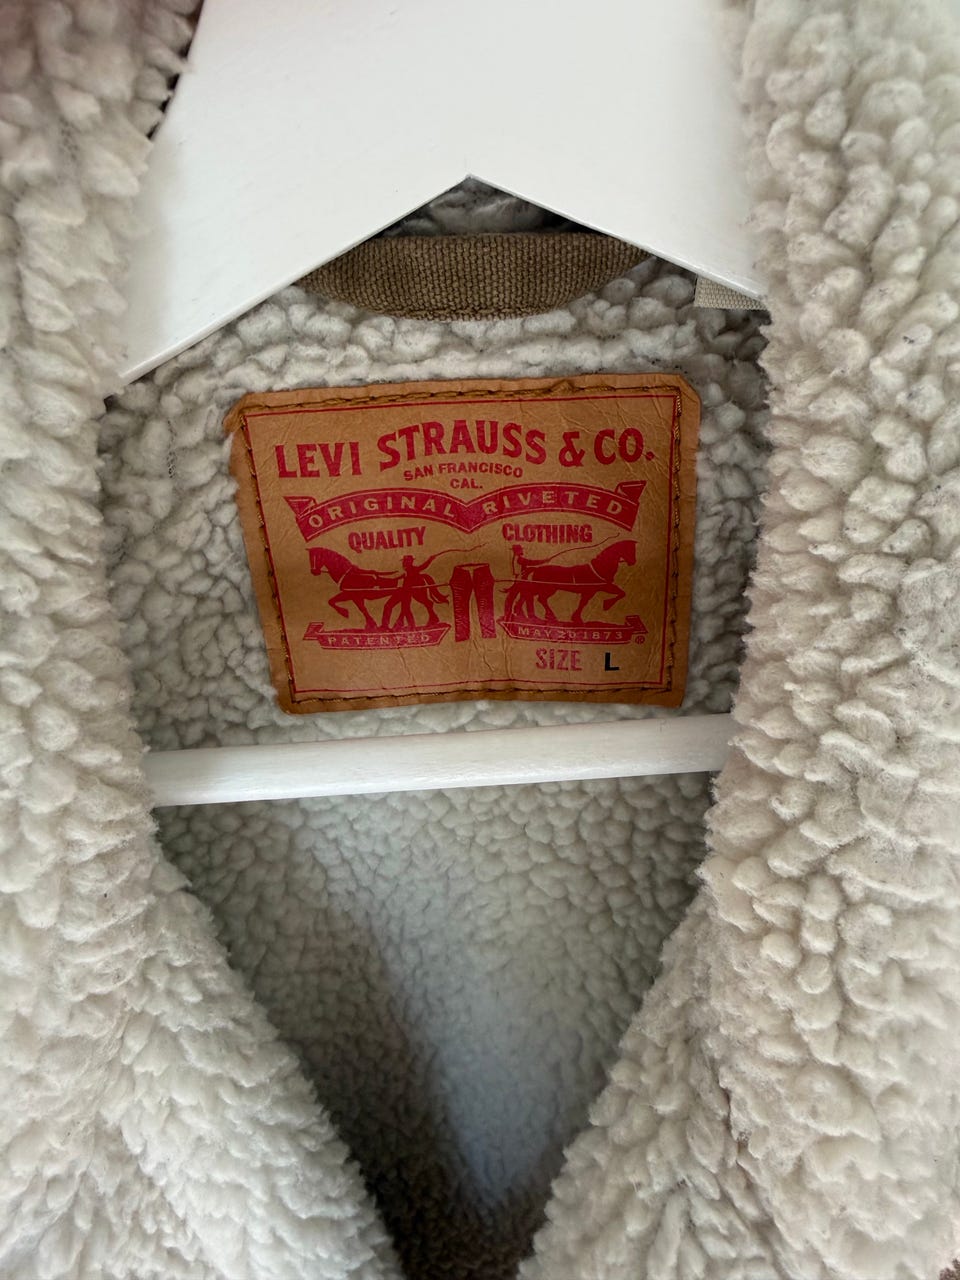 LEVI STRAUSS & CO.
SAN FRANCISCO
CAL.
ORIGINAL RIVETED
QUALITY CLOTHING
PATENTED MAY 20 1873 ®
SIZE L